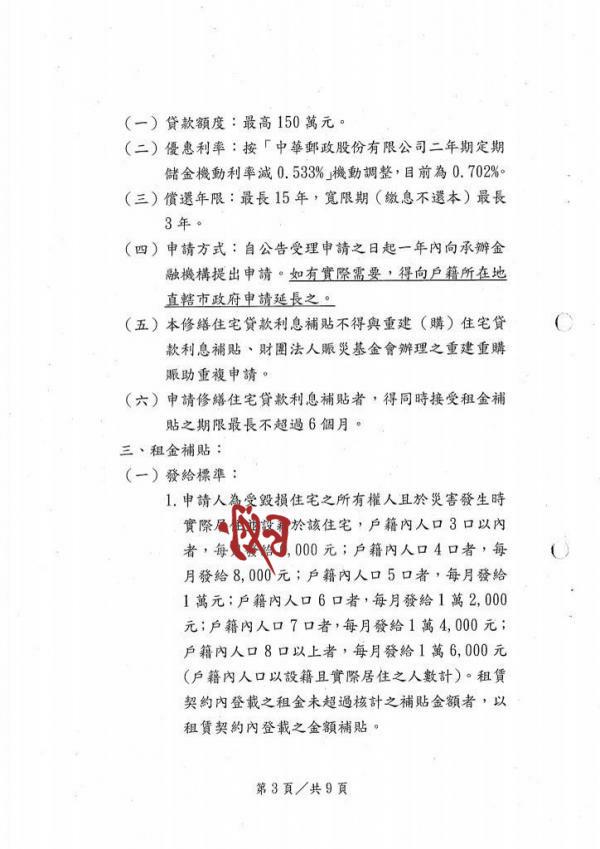 （一）貸款額度：最高 150 萬元。
（二）優惠利率：按「中華郵政股份有限公司二年期定期
儲金機動利率減 0.533%」機動調整，目前為 0.702%。
（三）償還年限：最長 15 年，寬限期（繳息不還本）最長
3 年。
（四）申請方式：自公告受理申請之日起一年內向承辦金
融機構提出申請。如有實際需要，得向戶籍所在地
直轄市政府申請延長之。
（五）本修繕住宅貸款利息補貼不得與重建（購）住宅貸
款利息補貼、財團法人賑災基金會辦理之重建重購
賑助重複申請。
（六）申請修繕住宅貸款利息補貼者，得同時接受租金補
貼之期限最長不超過 6 個月。
三、租金補貼：
（一）發給標準：
1. 申請人為受毀損住宅之所有權人且於災害發生時
實際居 設籍於該住宅，戶籍內人口 3 口以內
者，每 發給 ,000 元；戶籍內人口 4 口者，每
月發給 8,000 元；戶籍內人口 5 口者，每月發給
1 萬元；戶籍內人口 6 口者，每月發給 1 萬 2,000
元；戶籍內人口 7 口者，每月發給 1 萬 4,000 元；
戶籍內人口 8 口以上者，每月發給 1 萬 6,000 元
(戶籍內人口以設籍且實際居住之人數計)。租賃
契約內登載之租金未超過核計之補貼金額者，以
租賃契約內登載之金額補貼。
第 3 頁／共 9 頁